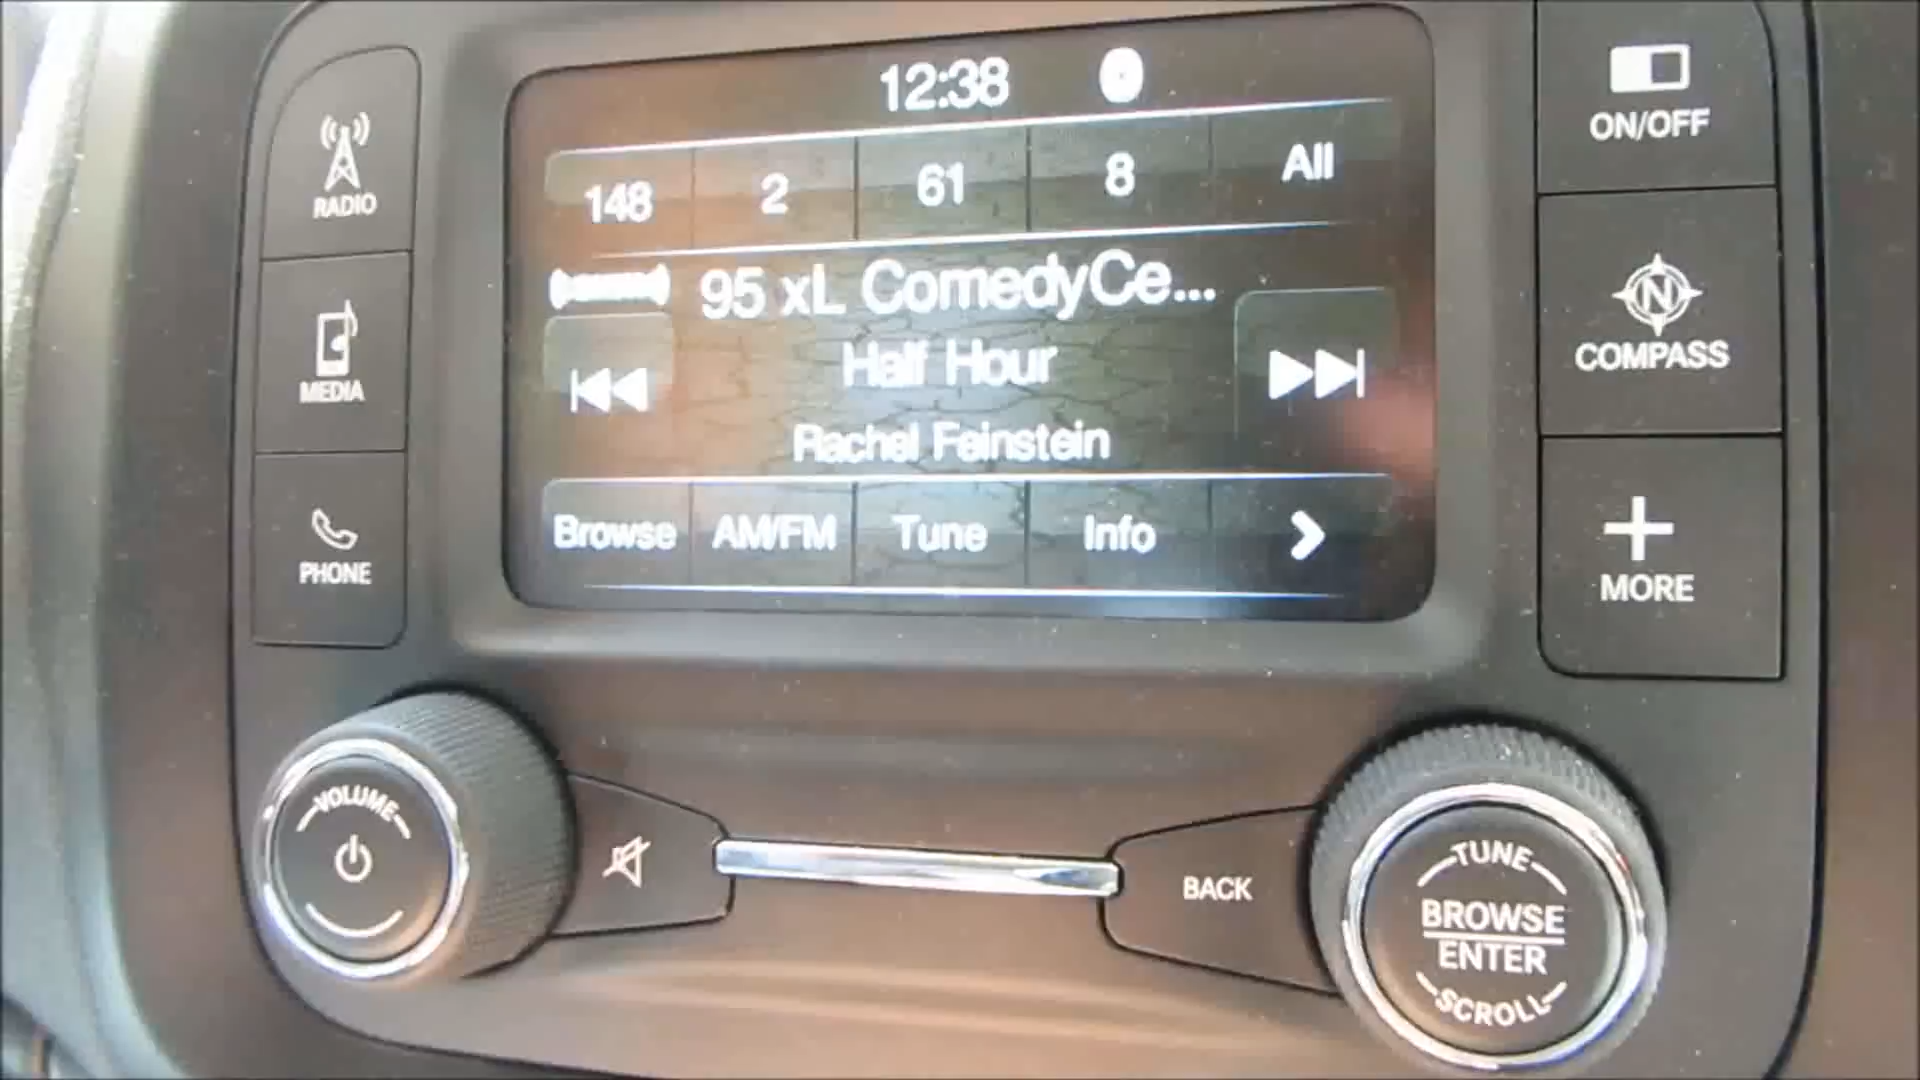 12:38
148 2 61 8 All
95 xL ComedyCe...
Half Hour
Rachel Feinstein
Browse AM/FM Tune Info
RADIO
MEDIA
PHONE
ON/OFF
N
COMPASS
MORE
VOLUME
BACK
TUNE
BROWSE
ENTER
SCROLL